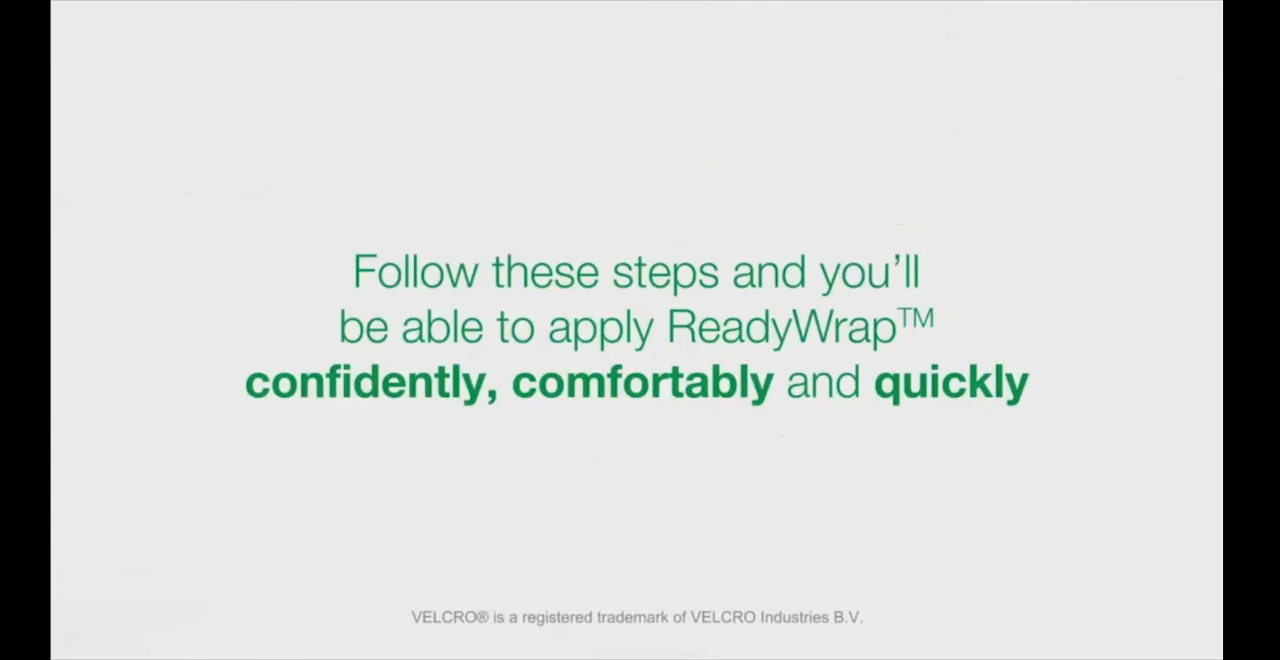 Follow these steps and you’ll
be able to apply ReadyWrap™
confidently, comfortably and quickly
VELCRO® is a registered trademark of VELCRO Industries B.V.